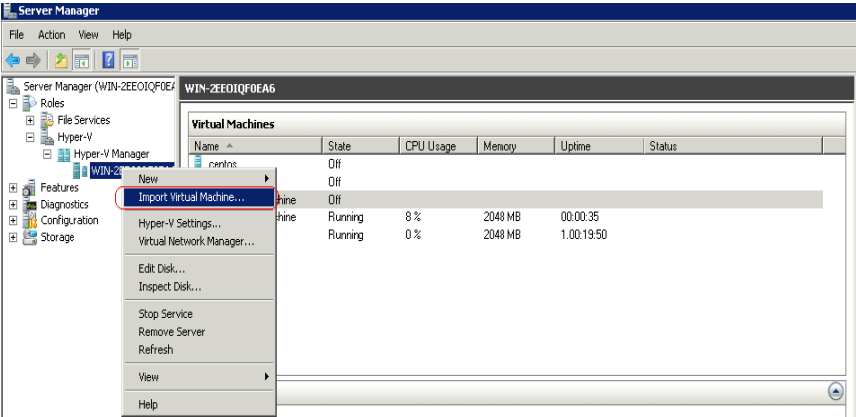 Server Manager
File Action View Help
Server Manager (WIN-2EEOIQF0EA
Roles
File Services
Hyper-V
Hyper-V Manager
Features
Diagnostics
Configuration
Storage
WIN-2EEOIQF0EA6
Virtual Machines
Name State CPU Usage Memory Uptime Status
centos Off
Off
hine Off
hine Running 8 % 2048 MB 00:00:35
Running 0 % 2048 MB 1.00:19:50
New
Import Virtual Machine...
Hyper-V Settings...
Virtual Network Manager...
Edit Disk...
Inspect Disk...
Stop Service
Remove Server
Refresh
View
Help